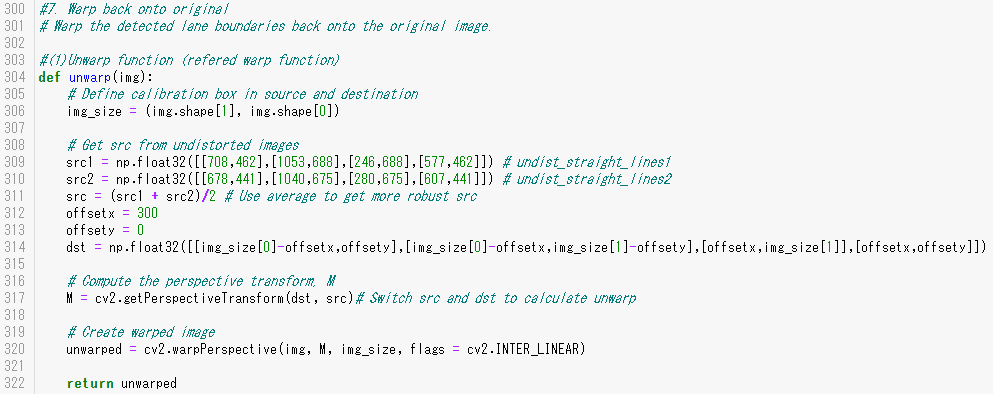 300 #7. Warp back onto original
301 # Warp the detected lane boundaries back onto the original image.
302
303 #(1)Unwarp function (refered warp function)
304 def unwarp(img):
305     # Define calibration box in source and destination
306     img_size = (img.shape[1], img.shape[0])
307
308     # Get src from undistorted images
309     src1 = np.float32([[708,462],[1053,688],[246,688],[577,462]]) # undist_straight_lines1
310     src2 = np.float32([[678,441],[1040,675],[280,675],[607,441]]) # undist_straight_lines2
311     src = (src1 + src2)/2 # Use average to get more robust src
312     offsetx = 300
313     offsety = 0
314     dst = np.float32([[img_size[0]-offsetx,offsety],[img_size[0]-offsetx,img_size[1]-offsety],[offsetx,img_size[1]],[offsetx,offsety]])
315
316     # Compute the perspective transform, M
317     M = cv2.getPerspectiveTransform(dst, src)# Switch src and dst to calculate unwarp
318
319     # Create warped image
320     unwarped = cv2.warpPerspective(img, M, img_size, flags = cv2.INTER_LINEAR)
321
322     return unwarped